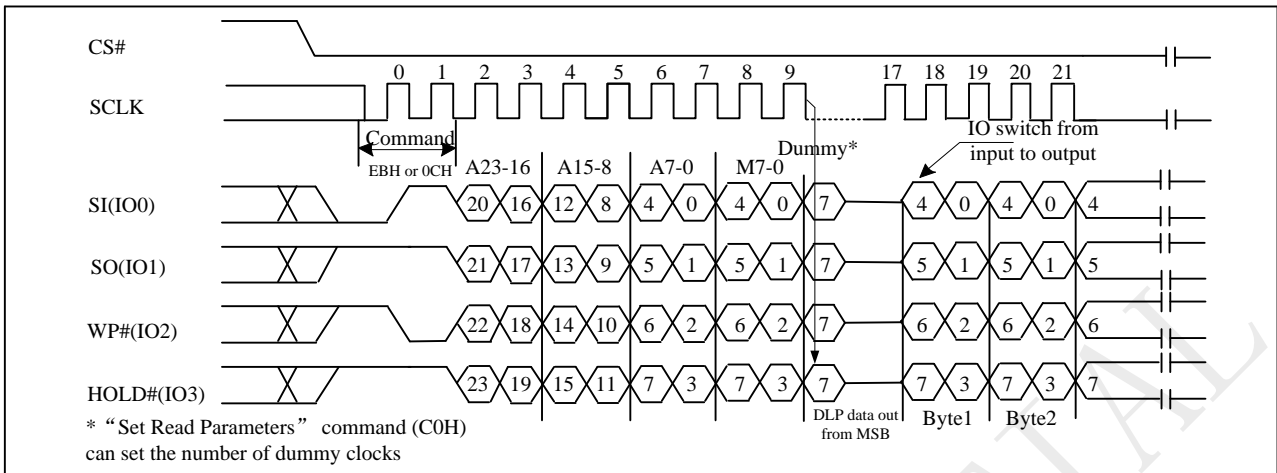 CS#
0 1 2 3 4 5 6 7 8 9 17 18 19 20 21
SCLK
Command
Dummy*
IO switch from
input to output
EBH or 0CH
A23-16 A15-8 A7-0 M7-0
SI(IO0) 20 16 12 8 4 0 4 0 7 4 0 4 0 4
SO(IO1) 21 17 13 9 5 1 5 1 7 5 1 5 1 5
WP#(IO2) 22 18 14 10 6 2 6 2 7 6 2 6 2 6
HOLD#(IO3) 23 19 15 11 7 3 7 3 7 7 3 7 3 7
DLP data out
from MSB
Byte1 Byte2
* “Set Read Parameters” command (C0H)
can set the number of dummy clocks